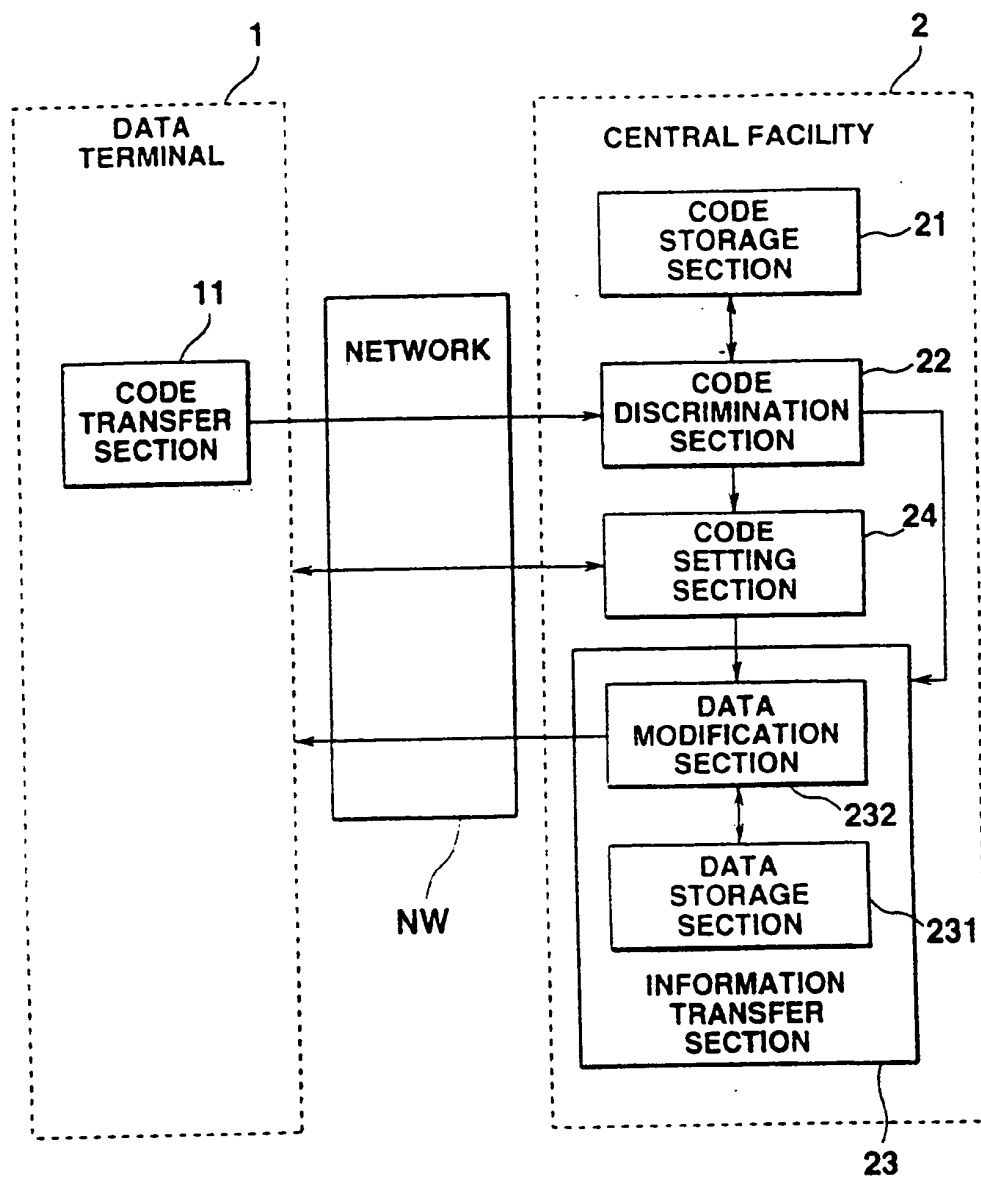 1
2
DATA
TERMINAL
CENTRAL FACILITY
CODE
STORAGE
SECTION
21
11
NETWORK
CODE
TRANSFER
SECTION
CODE
DISCRIMINATION
SECTION
22
CODE
SETTING
SECTION
24
DATA
MODIFICATION
SECTION
232
DATA
STORAGE
SECTION
231
NW
INFORMATION
TRANSFER
SECTION
23